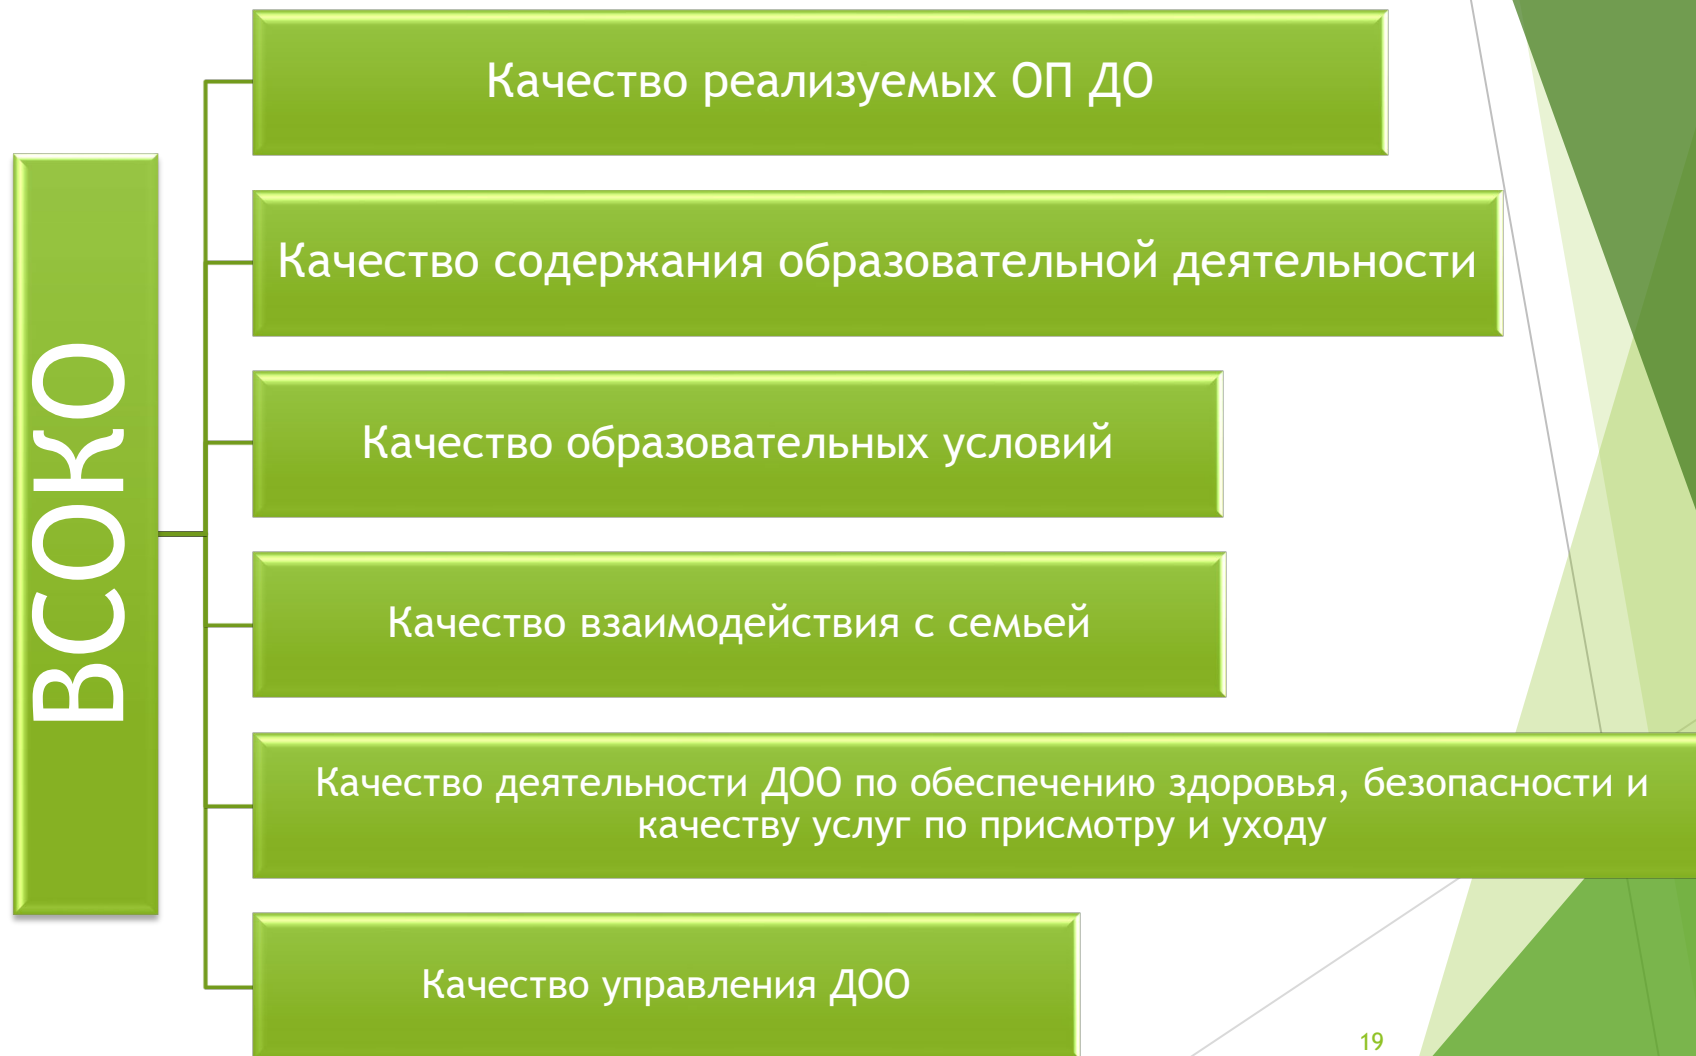 ВСОКО
Качество реализуемых ОП ДО
Качество содержания образовательной деятельности
Качество образовательных условий
Качество взаимодействия с семьей
Качество деятельности ДОО по обеспечению здоровья, безопасности и
качеству услуг по присмотру и уходу
Качество управления ДОО
19